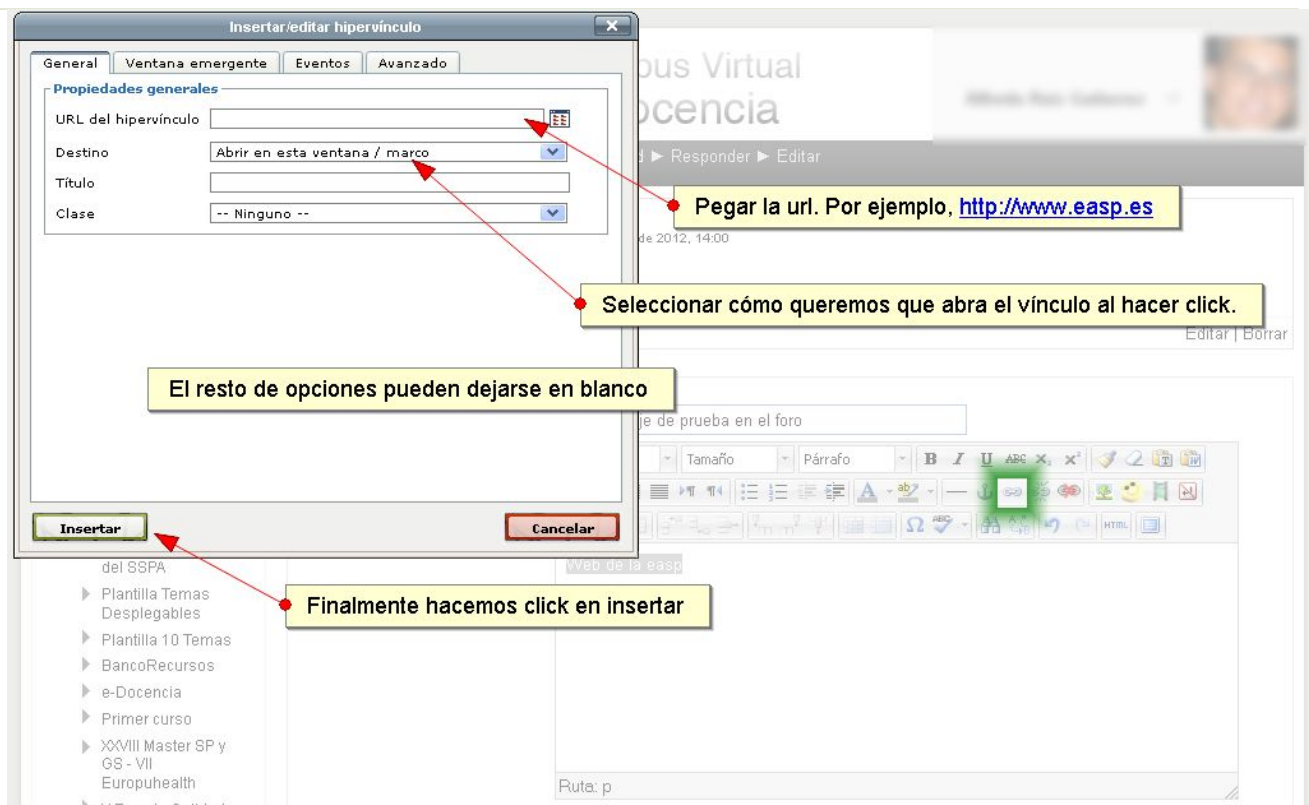 Insertar/editar hipervínculo
General Ventana emergente Eventos Avanzado
Propiedades generales
URL del hipervínculo
Destino Abrir en esta ventana / marco
Título
Clase -- Ninguno --
Insertar Cancelar
Virtual
Docencia
► Responder ► Editar
Pegar la url. Por ejemplo, http://www.easp.es
de 2012, 14:00
Seleccionar cómo queremos que abra el vínculo al hacer click.
Editar | Borrar
El resto de opciones pueden dejarse en blanco
de prueba en el foro
Tamaño Párrafo B I U ABC X₂ X²
HTML
Web de la easp
Finalmente hacemos click en insertar
del SSPA
Plantilla Temas
Desplegables
Plantilla 10 Temas
BancoRecursos
e-Docencia
Primer curso
XXVIII Master SP y
GS - VII
Europuhealth
Ruta: p